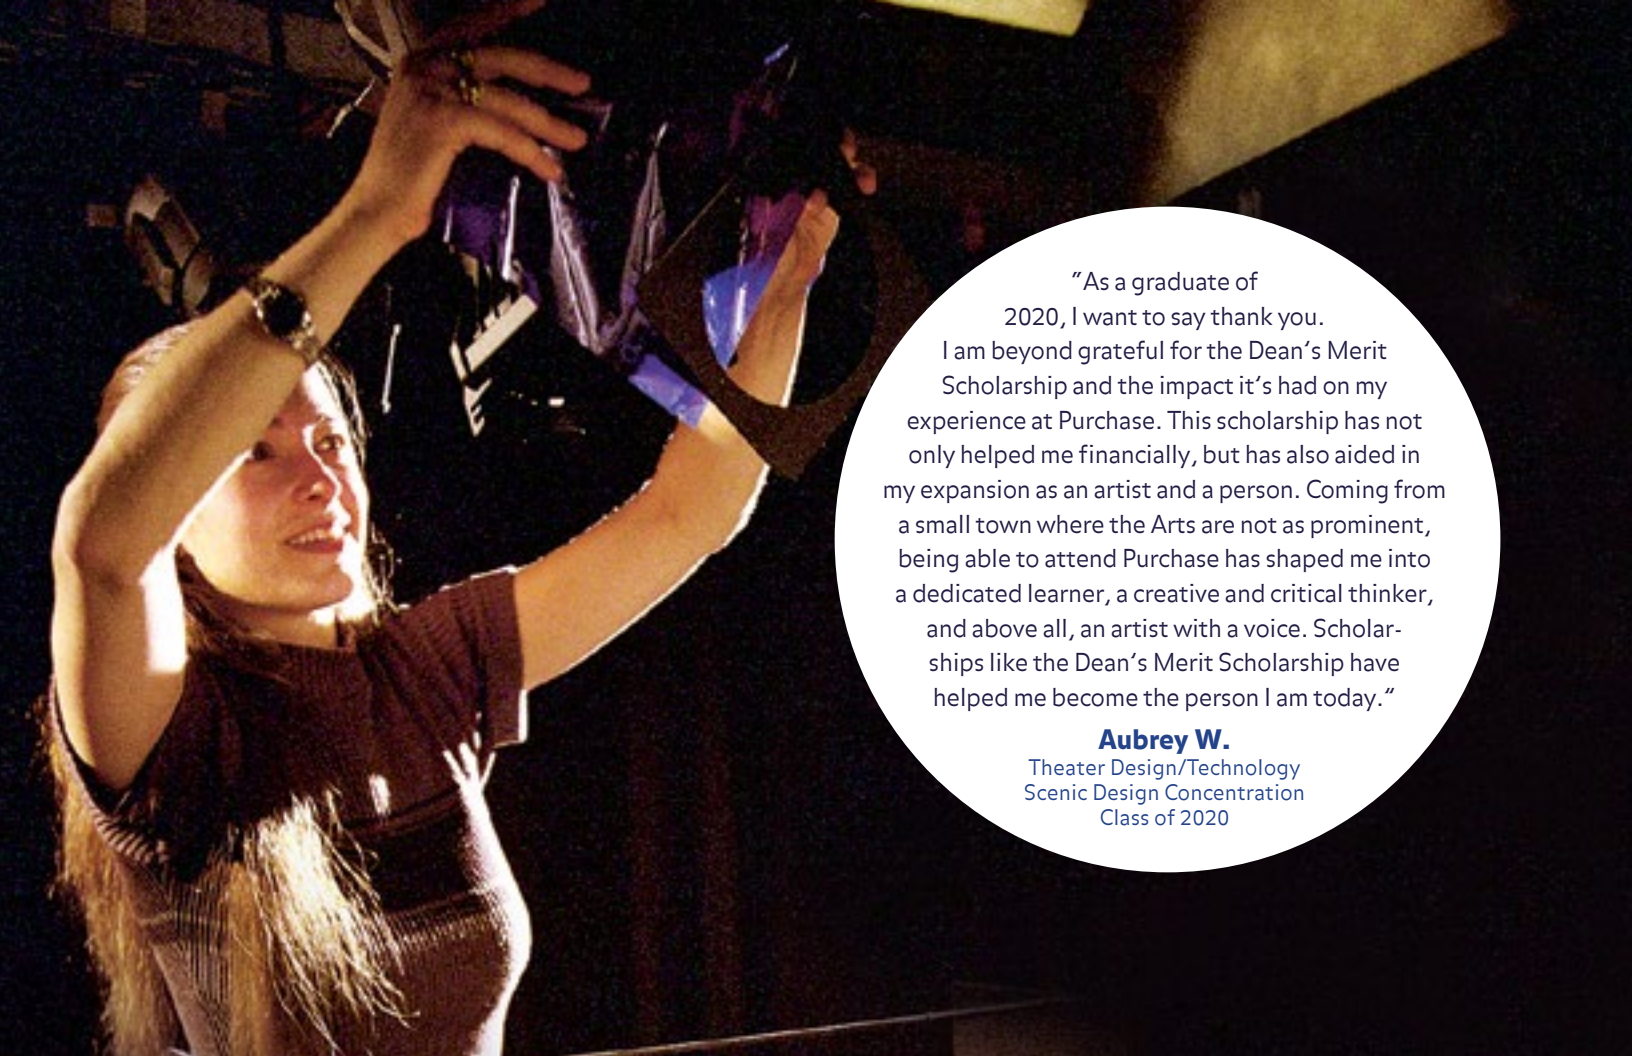 "As a graduate of
2020, I want to say thank you.
I am beyond grateful for the Dean's Merit
Scholarship and the impact it's had on my
experience at Purchase. This scholarship has not
only helped me financially, but has also aided in
my expansion as an artist and a person. Coming from
a small town where the Arts are not as prominent,
being able to attend Purchase has shaped me into
a dedicated learner, a creative and critical thinker,
and above all, an artist with a voice. Scholar-
ships like the Dean's Merit Scholarship have
helped me become the person I am today."
Aubrey W.
Theater Design/Technology
Scenic Design Concentration
Class of 2020